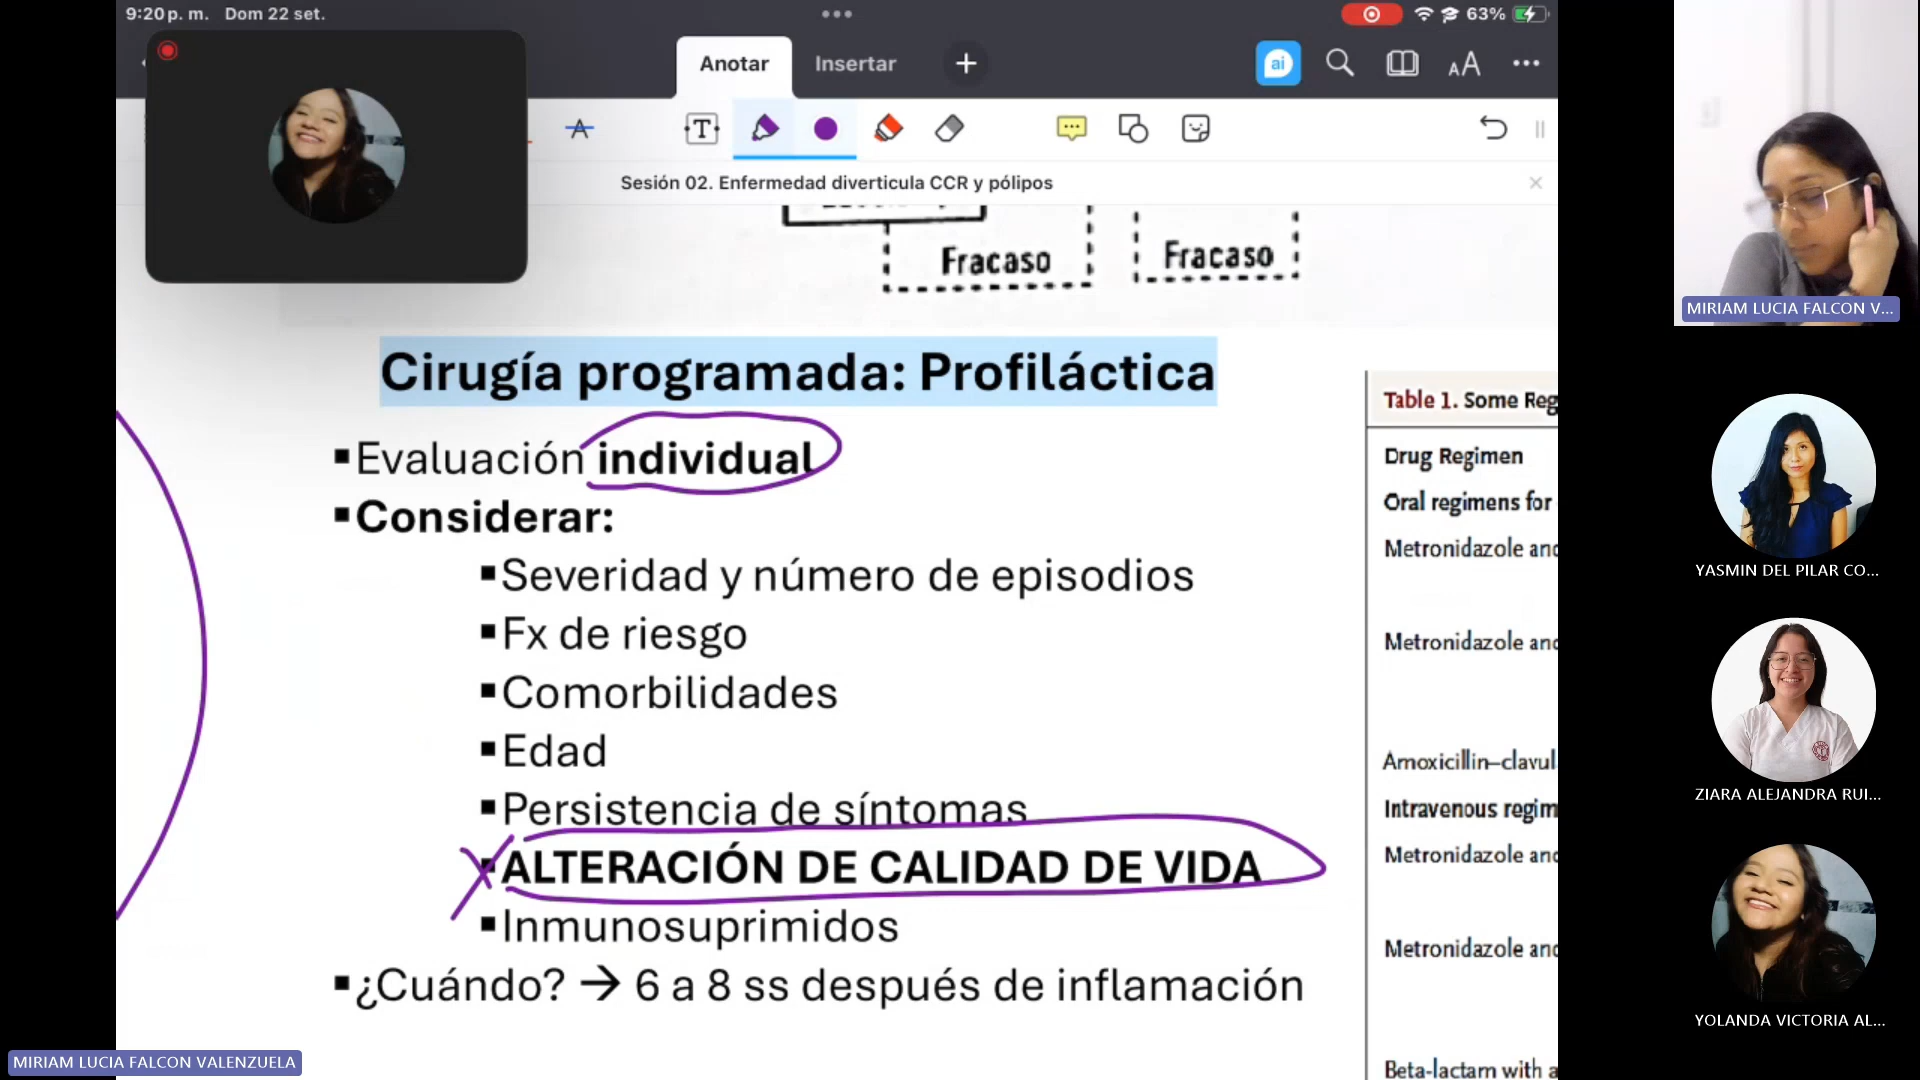 9:20 p. m. Dom 22 set.
63%
Anotar
Insertar
+
ai
AA
T
A
Sesión 02. Enfermedad diverticula CCR y pólipos
Fracaso
Fracaso
Cirugía programada: Profiláctica
Evaluación individual
Considerar:
Severidad y número de episodios
Fx de riesgo
Comorbilidades
Edad
Persistencia de síntomas
ALTERACIÓN DE CALIDAD DE VIDA
Inmunosuprimidos
¿Cuándo? → 6 a 8 ss después de inflamación
Table 1. Some Reg
Drug Regimen
Oral regimens for
Metronidazole and
Metronidazole and
Amoxicillin–clavul
Intravenous regim
Metronidazole and
Metronidazole and
Beta-lactam with a
MIRIAM LUCIA FALCON V...
YASMIN DEL PILAR CO...
ZIARA ALEJANDRA RUI...
YOLANDA VICTORIA AL...
MIRIAM LUCIA FALCON VALENZUELA